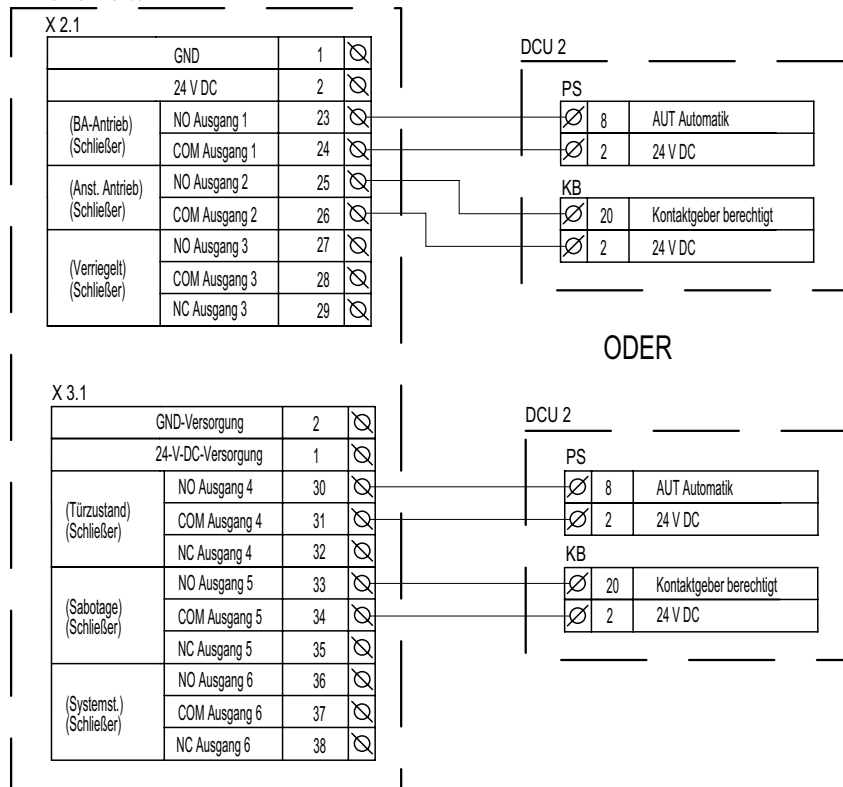 X 2.1
GND 1
24 V DC 2
(BA-Antrieb) (Schließer) NO Ausgang 1 23
COM Ausgang 1 24
(Anst. Antrieb) (Schließer) NO Ausgang 2 25
COM Ausgang 2 26
(Verriegelt) (Schließer) NO Ausgang 3 27
COM Ausgang 3 28
NC Ausgang 3 29
DCU 2
PS
8 AUT Automatik
2 24 V DC
KB
20 Kontaktgeber berechtigt
2 24 V DC
ODER
X 3.1
GND-Versorgung 2
24-V-DC-Versorgung 1
(Türzustand) (Schließer) NO Ausgang 4 30
COM Ausgang 4 31
NC Ausgang 4 32
(Sabotage) (Schließer) NO Ausgang 5 33
COM Ausgang 5 34
NC Ausgang 5 35
(Systemst.) (Schließer) NO Ausgang 6 36
COM Ausgang 6 37
NC Ausgang 6 38
DCU 2
PS
8 AUT Automatik
2 24 V DC
KB
20 Kontaktgeber berechtigt
2 24 V DC